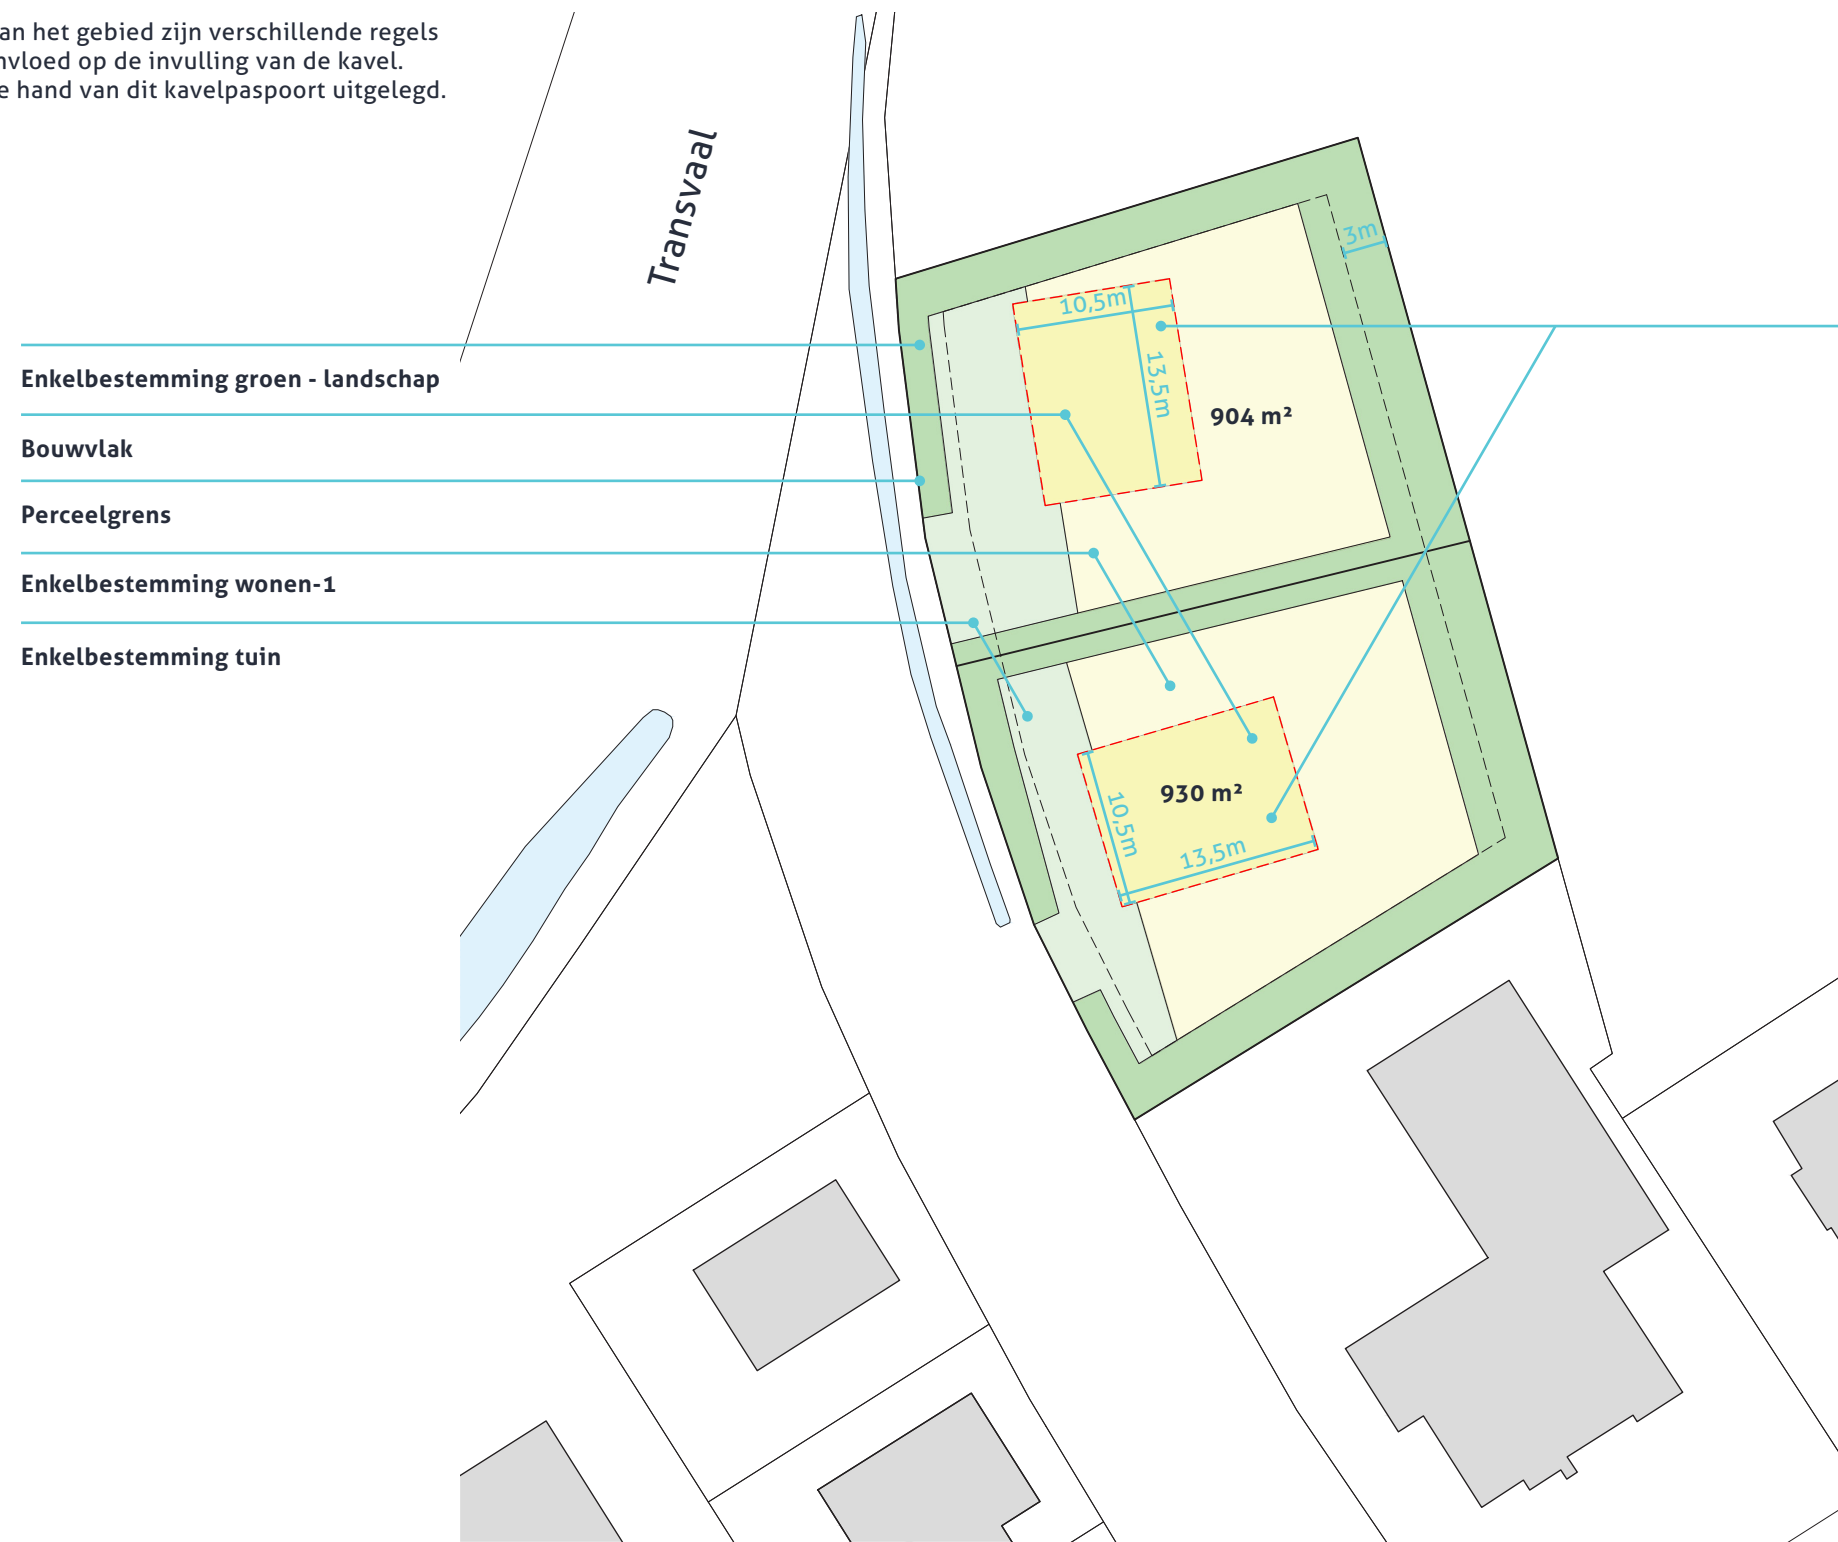 an het gebied zijn verschillende regels
nvloed op de invulling van de kavel.
e hand van dit kavelpaspoort uitgelegd.
Transvaal
3m
10,5m
13,5m
904 m²
Enkelbestemming groen - landschap
Bouwvlak
Perceelgrens
Enkelbestemming wonen-1
Enkelbestemming tuin
930 m²
10,5m
13,5m